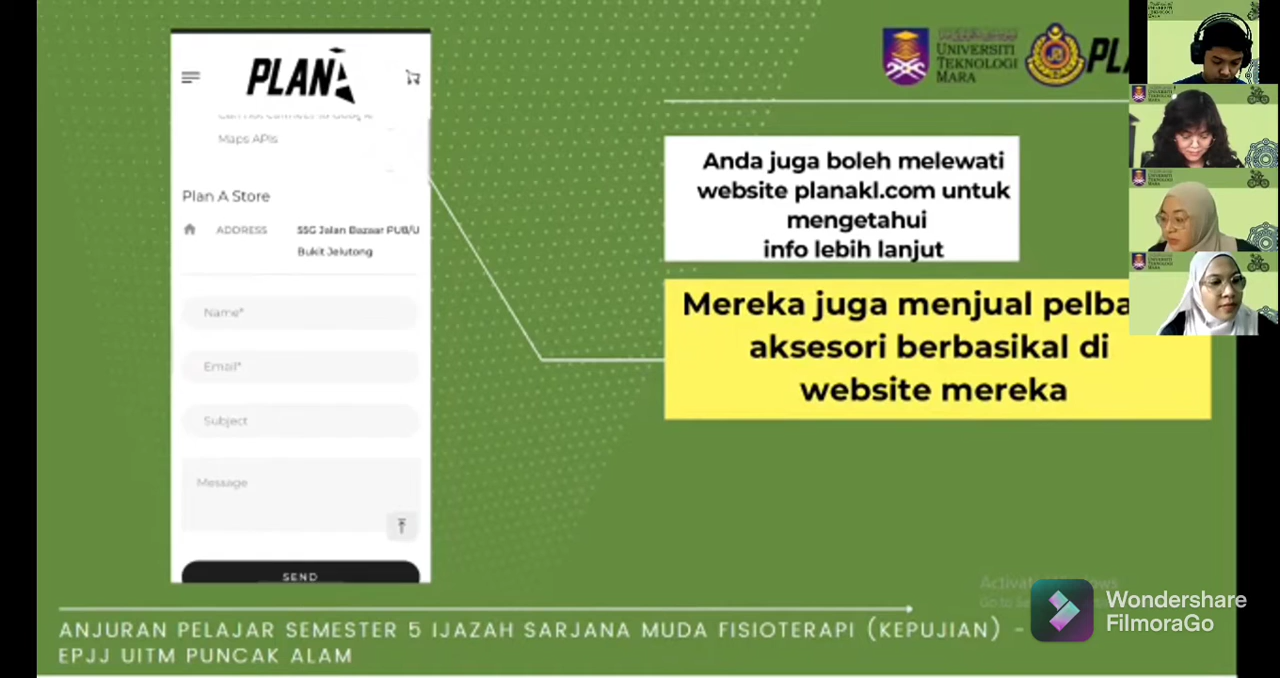 PLAN A
Maps APIs
Plan A Store
ADDRESS
55G Jalan Bazaar PUB/U
Bukit Jelutong
Name*
Email*
Subject
Message
SEND
UNIVERSITI
TEKNOLOGI
MARA
PL
Anda juga boleh melewati
website planakl.com untuk
mengetahui
info lebih lanjut
Mereka juga menjual pelba
aksesori berbasikal di
website mereka
Wondershare
FilmoraGo
ANJURAN PELAJAR SEMESTER 5 IJAZAH SARJANA MUDA FISIOTERAPI (KEPUJIAN) -
EPJJ UITM PUNCAK ALAM